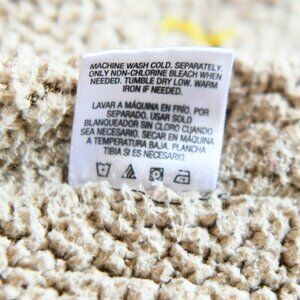 MACHINE WASH COLD. SEPARATELY.
ONLY NON-CHLORINE BLEACH WHEN
NEEDED. TUMBLE DRY LOW. WARM
IRON IF NEEDED.
LAVAR A MÁQUINA EN FRÍO, POR
SEPARADO. USAR SOLO
BLANQUEADOR SIN CLORO CUANDO
SEA NECESARIO. SECAR EN MÁQUINA
A TEMPERATURA BAJA. PLANCHA
TIBIA SI ES NECESARIO